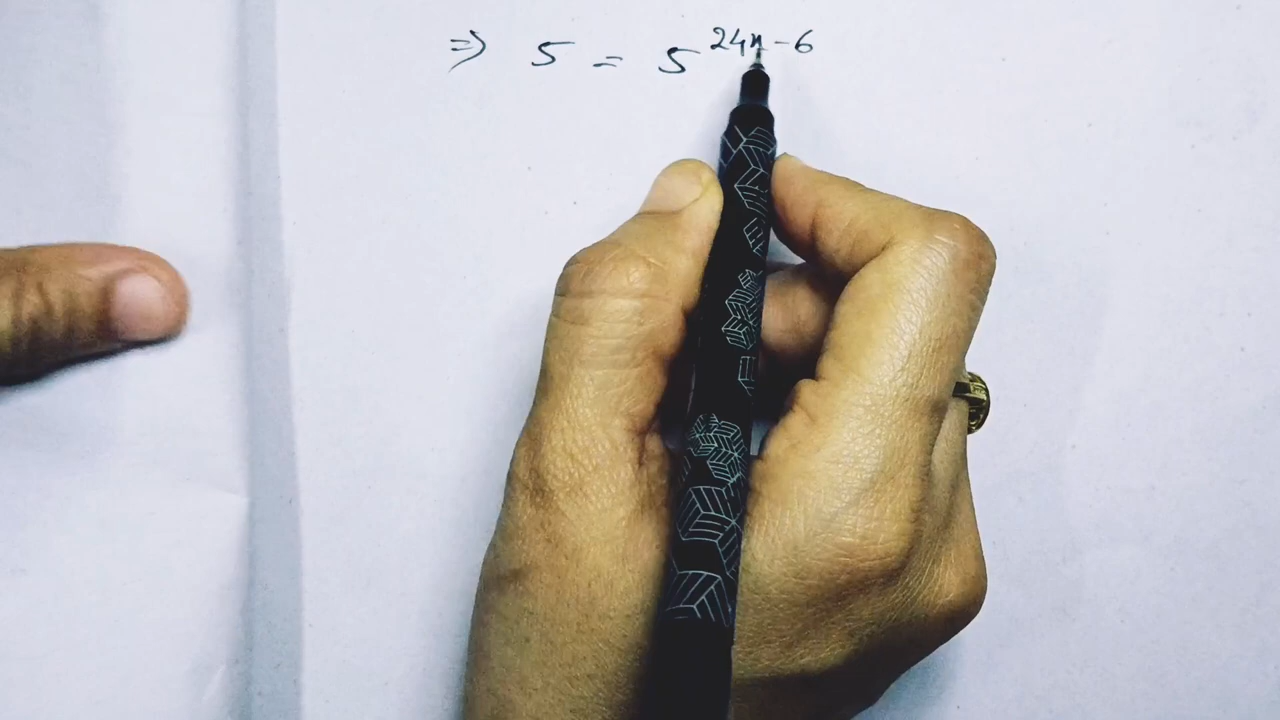 ⇒ 5 = 5^{24x-6}